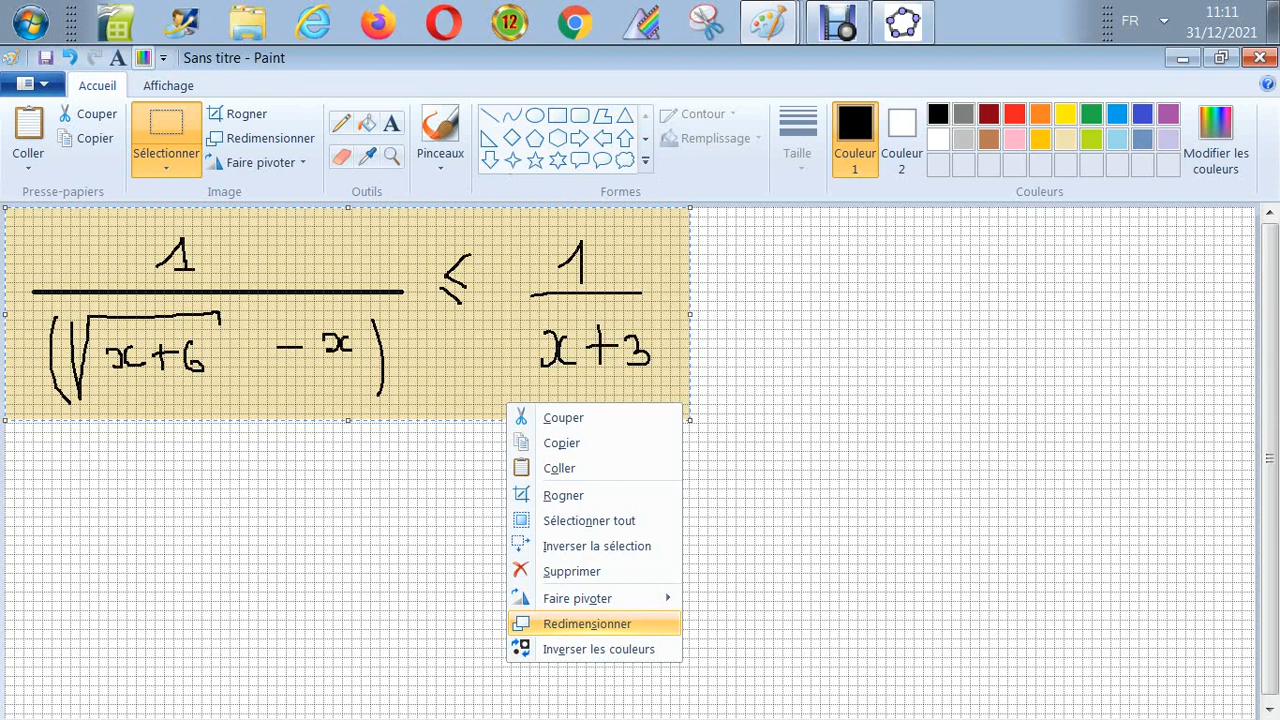 12
FR
11:11
31/12/2021
Sans titre - Paint
Accueil Affichage
Coller
Couper
Copier
Presse-papiers
Sélectionner
Rogner
Redimensionner
Faire pivoter
Image
A
Outils
Pinceaux
Contour
Remplissage
Formes
Taille
Couleur 1
Couleur 2
Modifier les couleurs
Couleurs
1 ≤ 1
(√x+6 - x) x+3
Couper
Copier
Coller
Rogner
Sélectionner tout
Inverser la sélection
Supprimer
Faire pivoter
Redimensionner
Inverser les couleurs